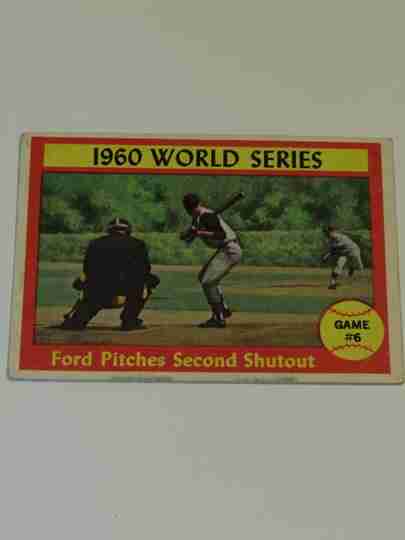 1960 WORLD SERIES
GAME
#6
Ford Pitches Second Shutout